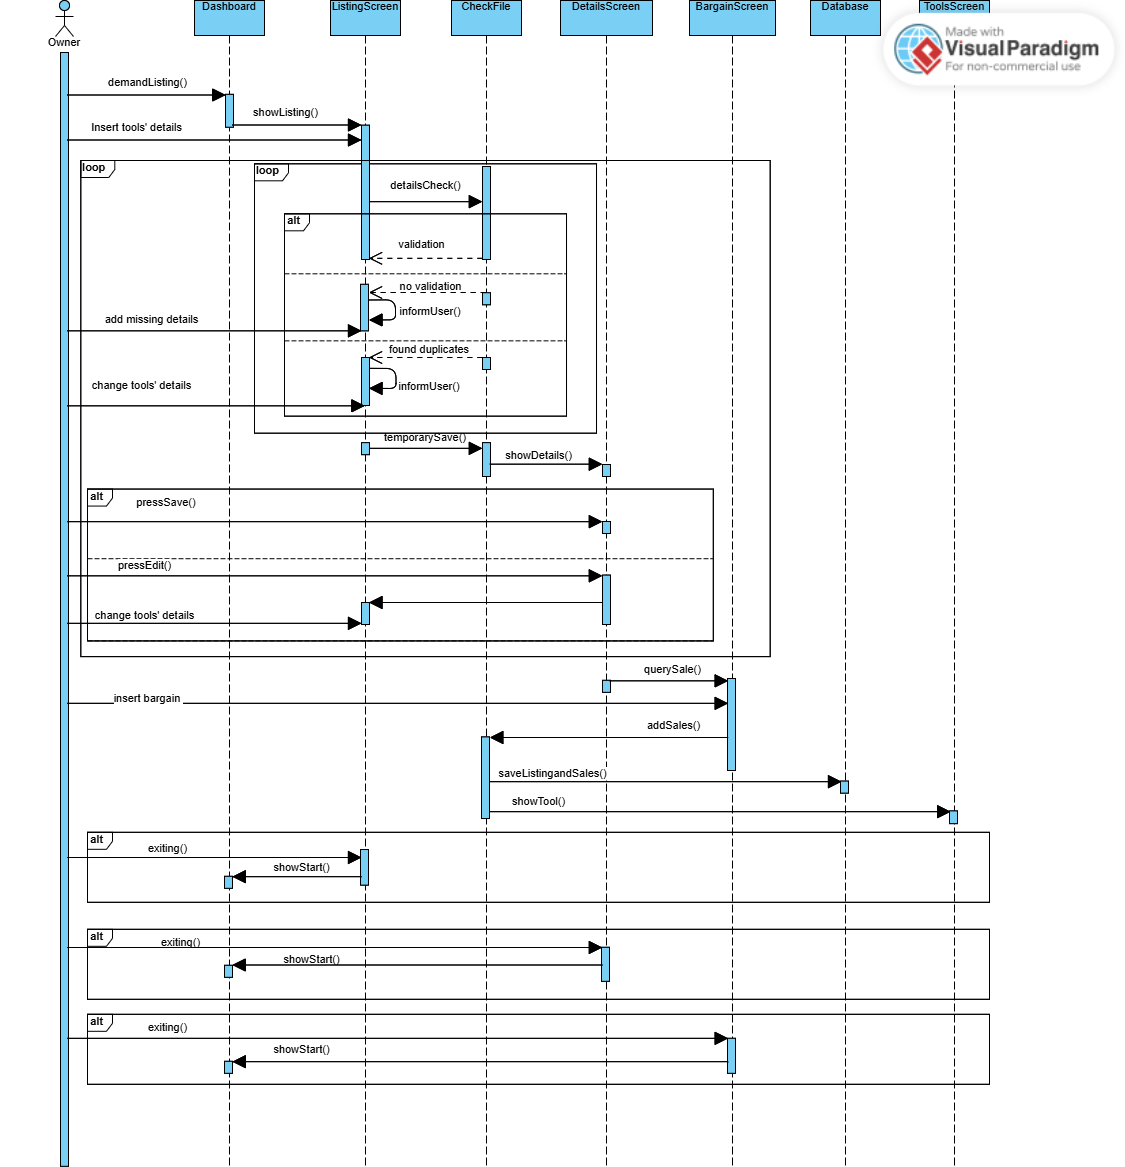 Dashboard
ListingScreen
CheckFile
DetailsScreen
BargainScreen
Database
ToolsScreen
Made with
Visual Paradigm
For non-commercial use
Owner
demandListing()
showListing()
Insert tools' details
loop
loop
detailsCheck()
alt
validation
no validation
informUser()
add missing details
found duplicates
change tools' details
informUser()
temporarySave()
showDetails()
alt
pressSave()
pressEdit()
change tools' details
querySale()
insert bargain
addSales()
saveListingandSales()
showTool()
alt
exiting()
showStart()
alt
exiting()
showStart()
alt
exiting()
showStart()